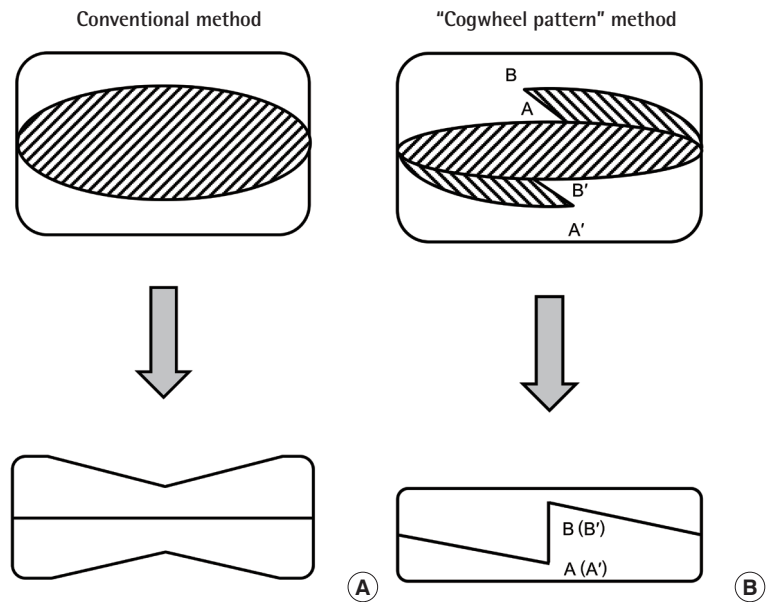 Conventional method
“Cogwheel pattern” method
B
A
B′
A′
B (B′)
A (A′)
A
B